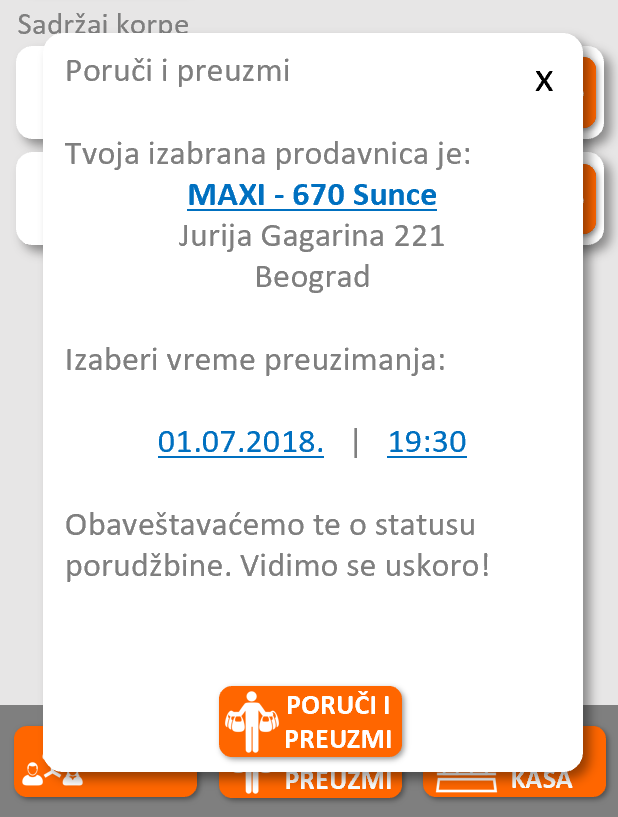 Sadržaj korpe
Poruči i preuzmi
X
Tvoja izabrana prodavnica je:
MAXI - 670 Sunce
Jurija Gagarina 221
Beograd
Izaberi vreme preuzimanja:
01.07.2018. | 19:30
Obaveštavaćemo te o statusu
porudžbine. Vidimo se uskoro!
PORUČI I
PREUZMI
PREUZMI
KASA